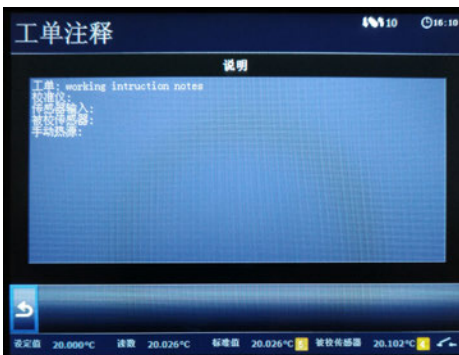 工单注释
10 16:10
说明
工单: working intruction notes
校准仪:
传感器输入:
被校传感器:
手动热源:
设定值 20.000°C 读数 20.026°C 标准值 20.026°C 被校传感器 20.102°C 4